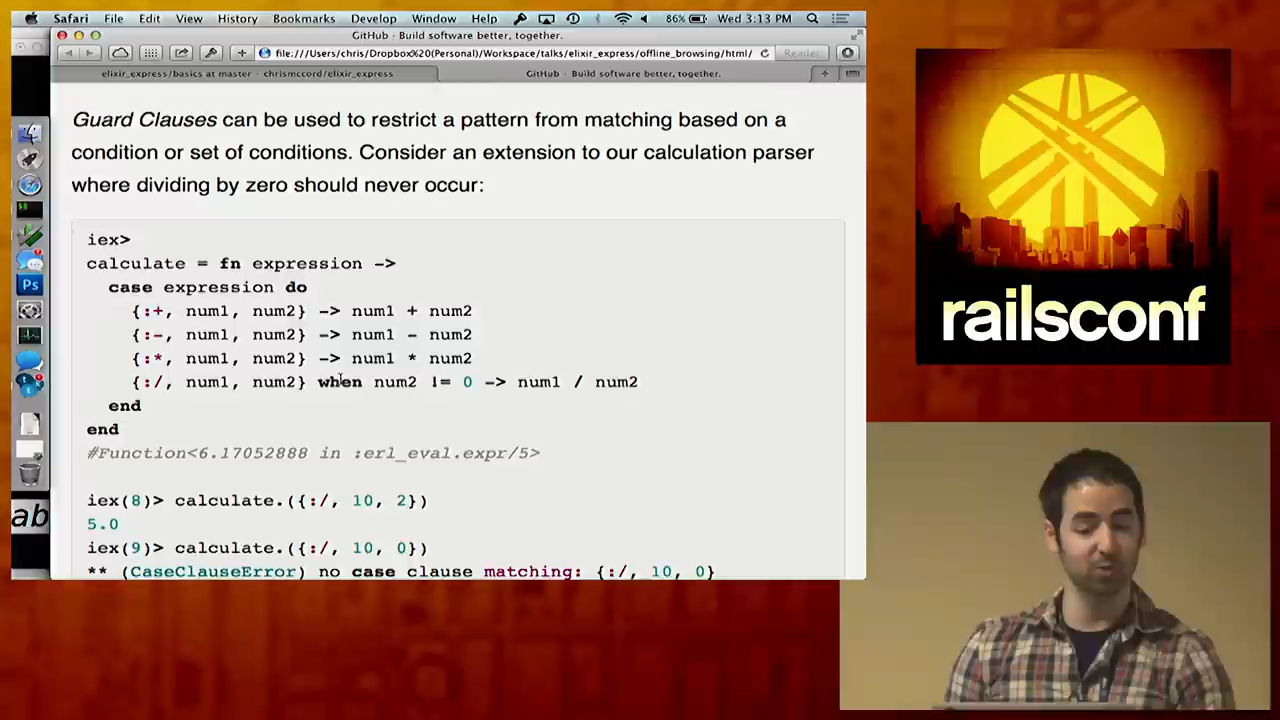 Safari File Edit View History Bookmarks Develop Window Help 86% Wed 3:13 PM
GitHub - Build software better, together.
file:///Users/chris/Dropbox%20(Personal)/Workspace/talks/elixir_express/offline_browsing/html/ Reader
elixir_express/basics at master - chrismccord/elixir_express GitHub - Build software better, together.
Guard Clauses can be used to restrict a pattern from matching based on a
condition or set of conditions. Consider an extension to our calculation parser
where dividing by zero should never occur:
iex>
calculate = fn expression ->
case expression do
{:+, num1, num2} -> num1 + num2
{:-, num1, num2} -> num1 - num2
{:*, num1, num2} -> num1 * num2
{:/, num1, num2} when num2 != 0 -> num1 / num2
end
end
#Function<6.17052888 in :erl_eval.expr/5>
iex(8)> calculate.({:/, 10, 2})
5.0
iex(9)> calculate.({:/, 10, 0})
** (CaseClauseError) no case clause matching: {:/, 10, 0}
Ps
ab
railsconf